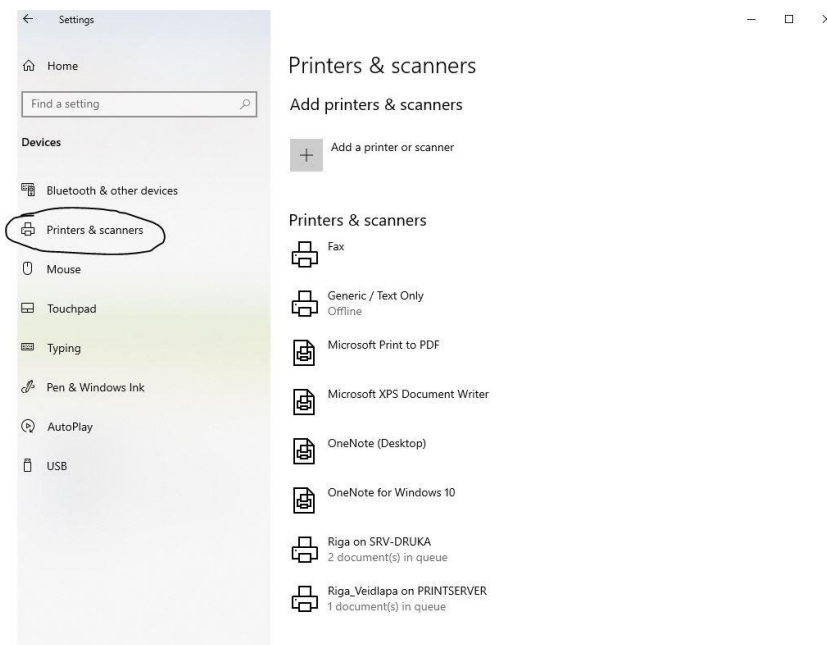 Settings
Home
Find a setting
Devices
Bluetooth & other devices
Printers & scanners
Mouse
Touchpad
Typing
Pen & Windows Ink
AutoPlay
USB
Printers & scanners
Add printers & scanners
Add a printer or scanner
Printers & scanners
Fax
Generic / Text Only
Offline
Microsoft Print to PDF
Microsoft XPS Document Writer
OneNote (Desktop)
OneNote for Windows 10
Riga on SRV-DRUKA
2 document(s) in queue
Riga_Veidlapa on PRINTSERVER
1 document(s) in queue